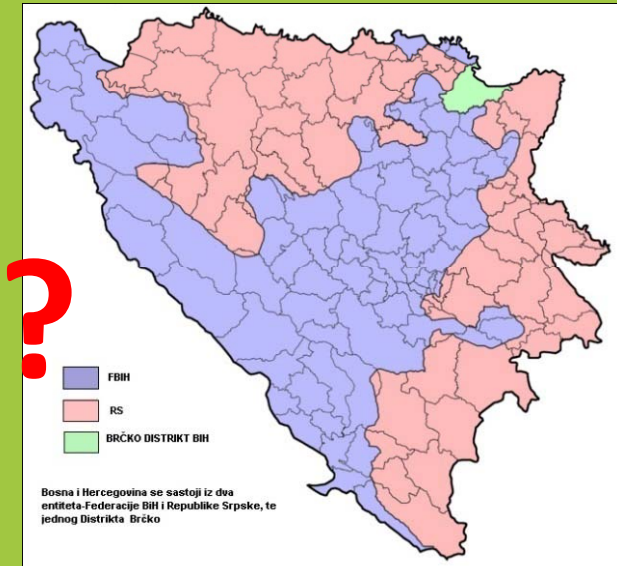 ?
FBIH
RS
BRČKO DISTRIKT BIH
Bosna i Hercegovina se sastoji iz dva
entiteta-Federacije BiH i Republike Srpske, te
jednog Distrikta Brčko